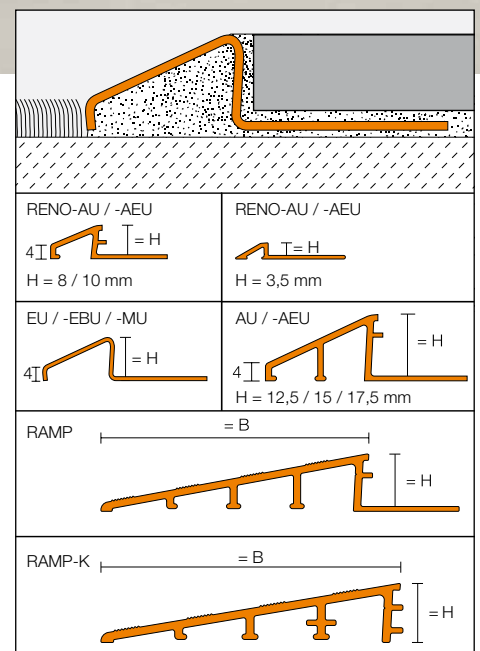 RENO-AU / -AEU
4
= H
H = 8 / 10 mm
RENO-AU / -AEU
= H
H = 3,5 mm
EU / -EBU / -MU
4
= H
AU / -AEU
4
= H
H = 12,5 / 15 / 17,5 mm
RAMP
= B
= H
RAMP-K
= B
= H